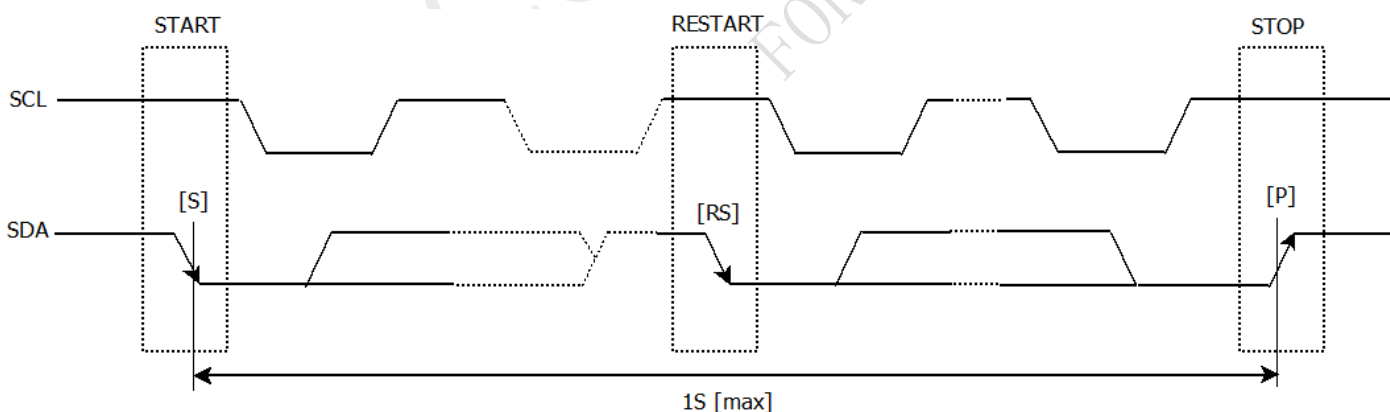 START RESTART STOP
SCL
[S] [RS] [P]
SDA
1S [max]